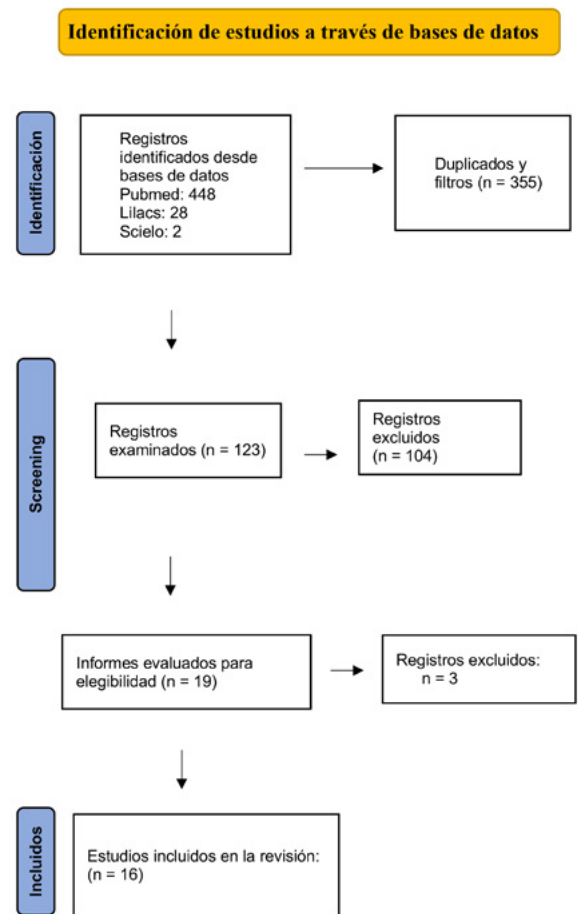 Identificación de estudios a través de bases de datos
Identificación
Registros
identificados desde
bases de datos
Pubmed: 448
Lilacs: 28
Scielo: 2
Duplicados y
filtros (n = 355)
Screening
Registros
examinados (n = 123)
Registros
excluidos
(n = 104)
Informes evaluados para
elegibilidad (n = 19)
Registros excluidos:
n = 3
Incluidos
Estudios incluidos en la revisión:
(n = 16)